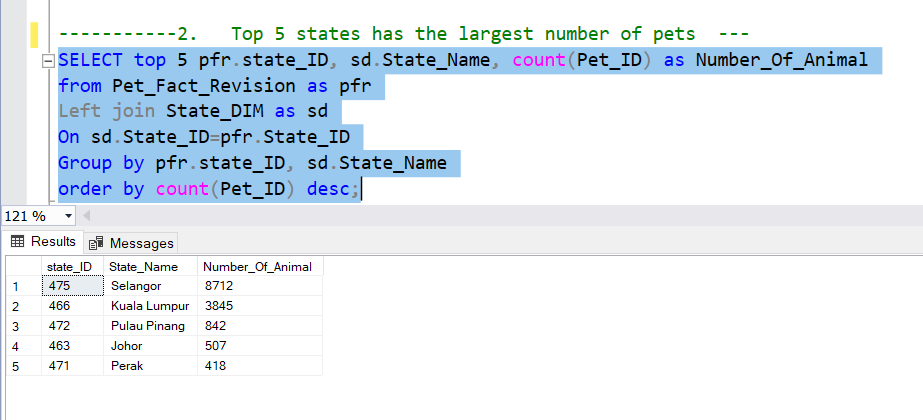 -----------2.   Top 5 states has the largest number of pets  ---
SELECT top 5 pfr.state_ID, sd.State_Name, count(Pet_ID) as Number_Of_Animal
from Pet_Fact_Revision as pfr
Left join State_DIM as sd
On sd.State_ID=pfr.State_ID
Group by pfr.state_ID, sd.State_Name
order by count(Pet_ID) desc;
121 %
Results Messages
state_ID State_Name Number_Of_Animal
1 475 Selangor 8712
2 466 Kuala Lumpur 3845
3 472 Pulau Pinang 842
4 463 Johor 507
5 471 Perak 418